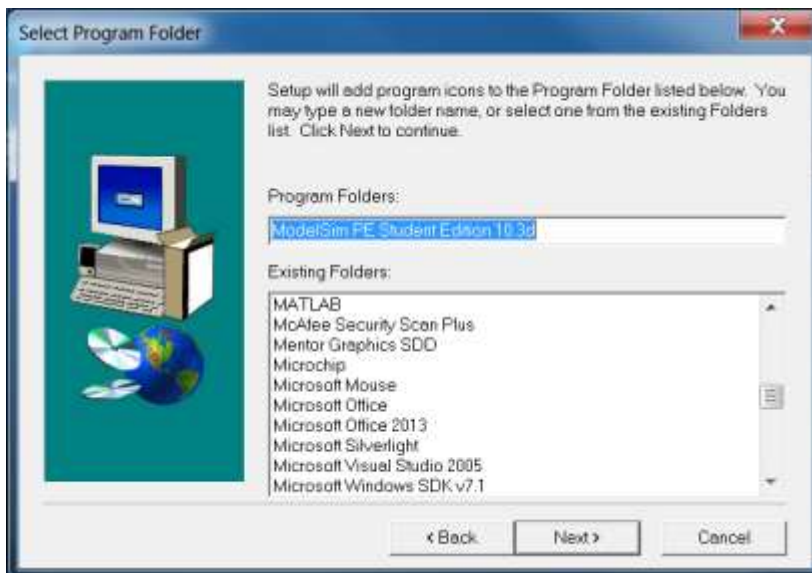 Select Program Folder
Setup will add program icons to the Program Folder listed below. You
may type a new folder name, or select one from the existing Folders
list. Click Next to continue.
Program Folders:
ModelSim PE Student Edition 10.3d
Existing Folders:
MATLAB
McAfee Security Scan Plus
Mentor Graphics SDD
Microchip
Microsoft Mouse
Microsoft Office
Microsoft Office 2013
Microsoft Silverlight
Microsoft Visual Studio 2005
Microsoft Windows SDK v7.1
< Back
Next >
Cancel